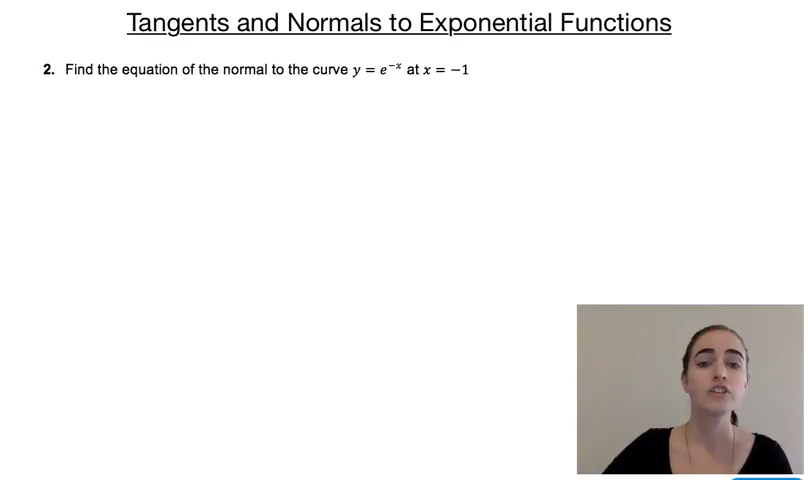 Tangents and Normals to Exponential Functions
2. Find the equation of the normal to the curve y = e⁻ˣ at x = −1